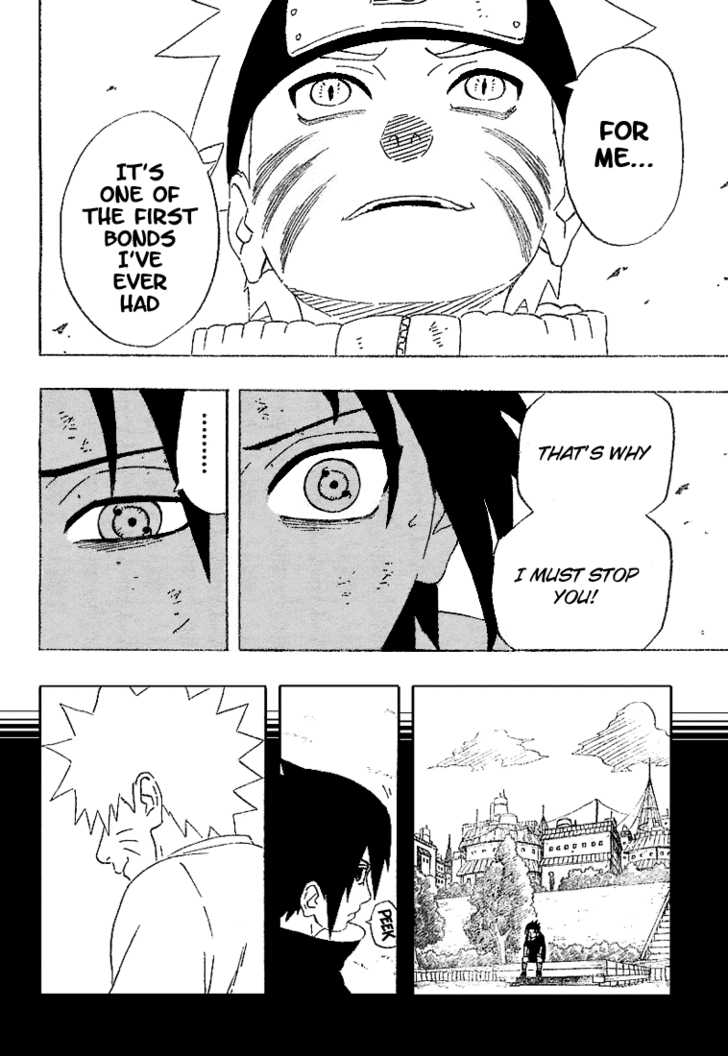 FOR
ME...
IT'S
ONE OF
THE FIRST
BONDS
I'VE
EVER
HAD
THAT'S WHY
I MUST STOP
YOU!
.........
PEEK